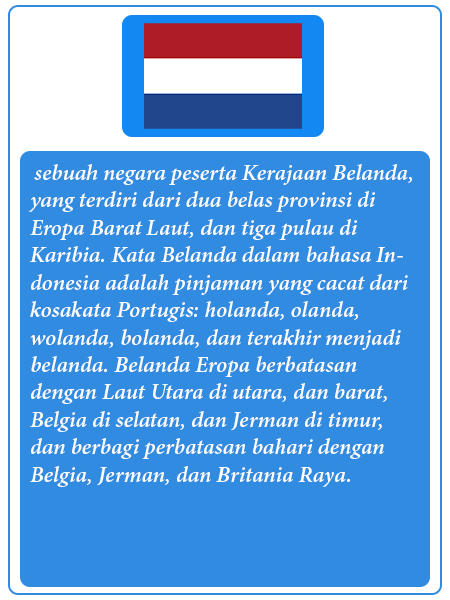 sebuah negara peserta Kerajaan Belanda,
yang terdiri dari dua belas provinsi di
Eropa Barat Laut, dan tiga pulau di
Karibia. Kata Belanda dalam bahasa In-
donesia adalah pinjaman yang cacat dari
kosakata Portugis: holanda, olanda,
wolanda, bolanda, dan terakhir menjadi
belanda. Belanda Eropa berbatasan
dengan Laut Utara di utara, dan barat,
Belgia di selatan, dan Jerman di timur,
dan berbagi perbatasan bahari dengan
Belgia, Jerman, dan Britania Raya.